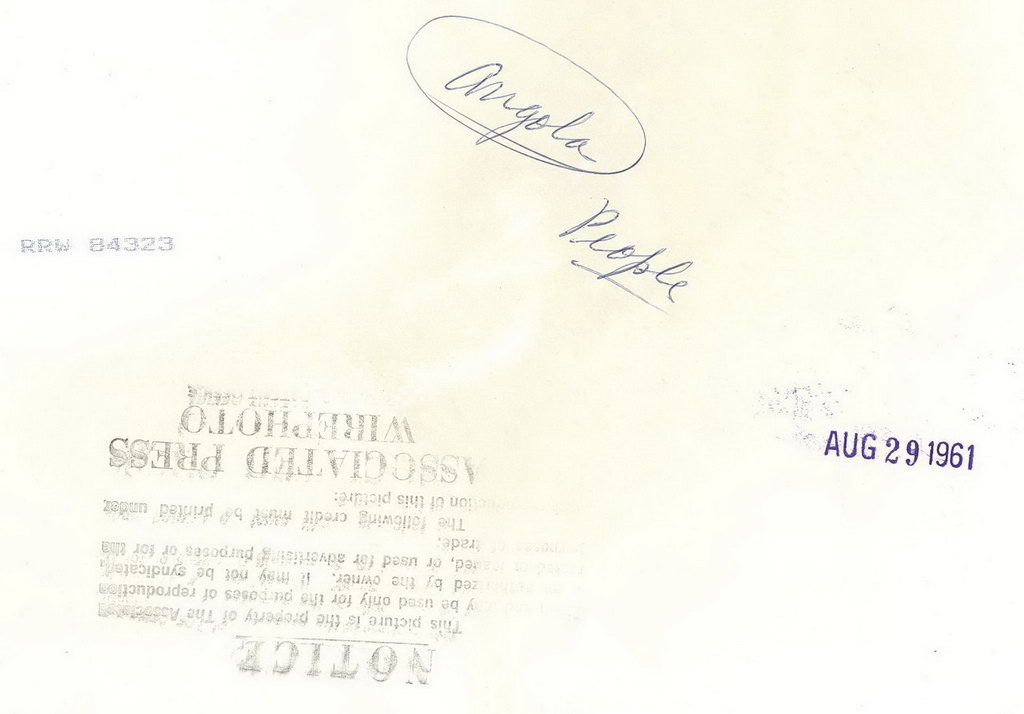 Angola
People
RRW 84323
AUG 29 1961
NOTICE
This picture is the property of The Associated
may be used only for the purposes of reproduction
authorized by the owner. It may not be syndicated,
or loaned, or used for advertising purposes or for the
purposes of trade.
The following credit must be printed under
production of this picture:
ASSOCIATED PRESS
WIREPHOTO